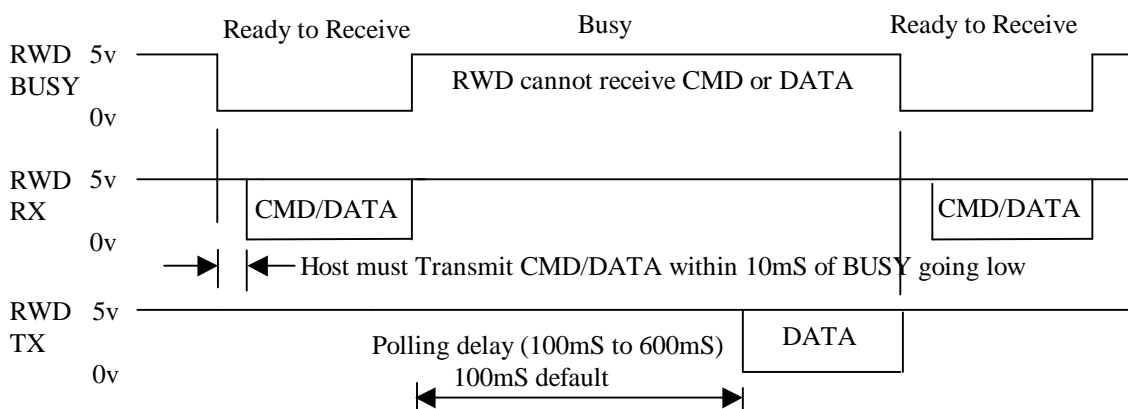 Ready to Receive
Busy
Ready to Receive
RWD 5v
BUSY
RWD cannot receive CMD or DATA
0v
RWD 5v
RX
CMD/DATA
CMD/DATA
0v
Host must Transmit CMD/DATA within 10mS of BUSY going low
RWD 5v
TX
DATA
Polling delay (100mS to 600mS)
0v
100mS default